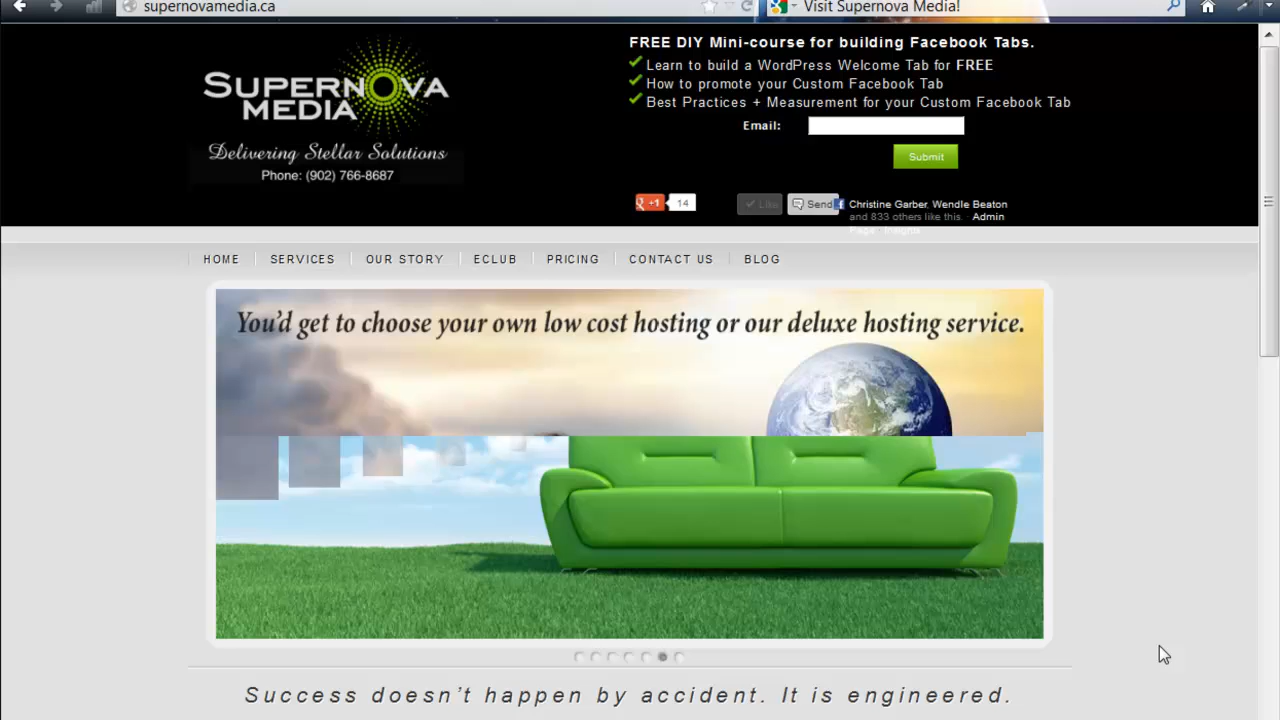 supernovamedia.ca
Visit Supernova Media!
SUPERNOVA
MEDIA
Delivering Stellar Solutions
Phone: (902) 766-8687
FREE DIY Mini-course for building Facebook Tabs.
Learn to build a WordPress Welcome Tab for FREE
How to promote your Custom Facebook Tab
Best Practices + Measurement for your Custom Facebook Tab
Email:
Submit
+1 14
Like Send Christine Garber, Wendle Beaton
and 833 others like this. · Admin
Page · Insights
HOME SERVICES OUR STORY ECLUB PRICING CONTACT US BLOG
You'd get to choose your own low cost hosting or our deluxe hosting service.
Success doesn't happen by accident. It is engineered.